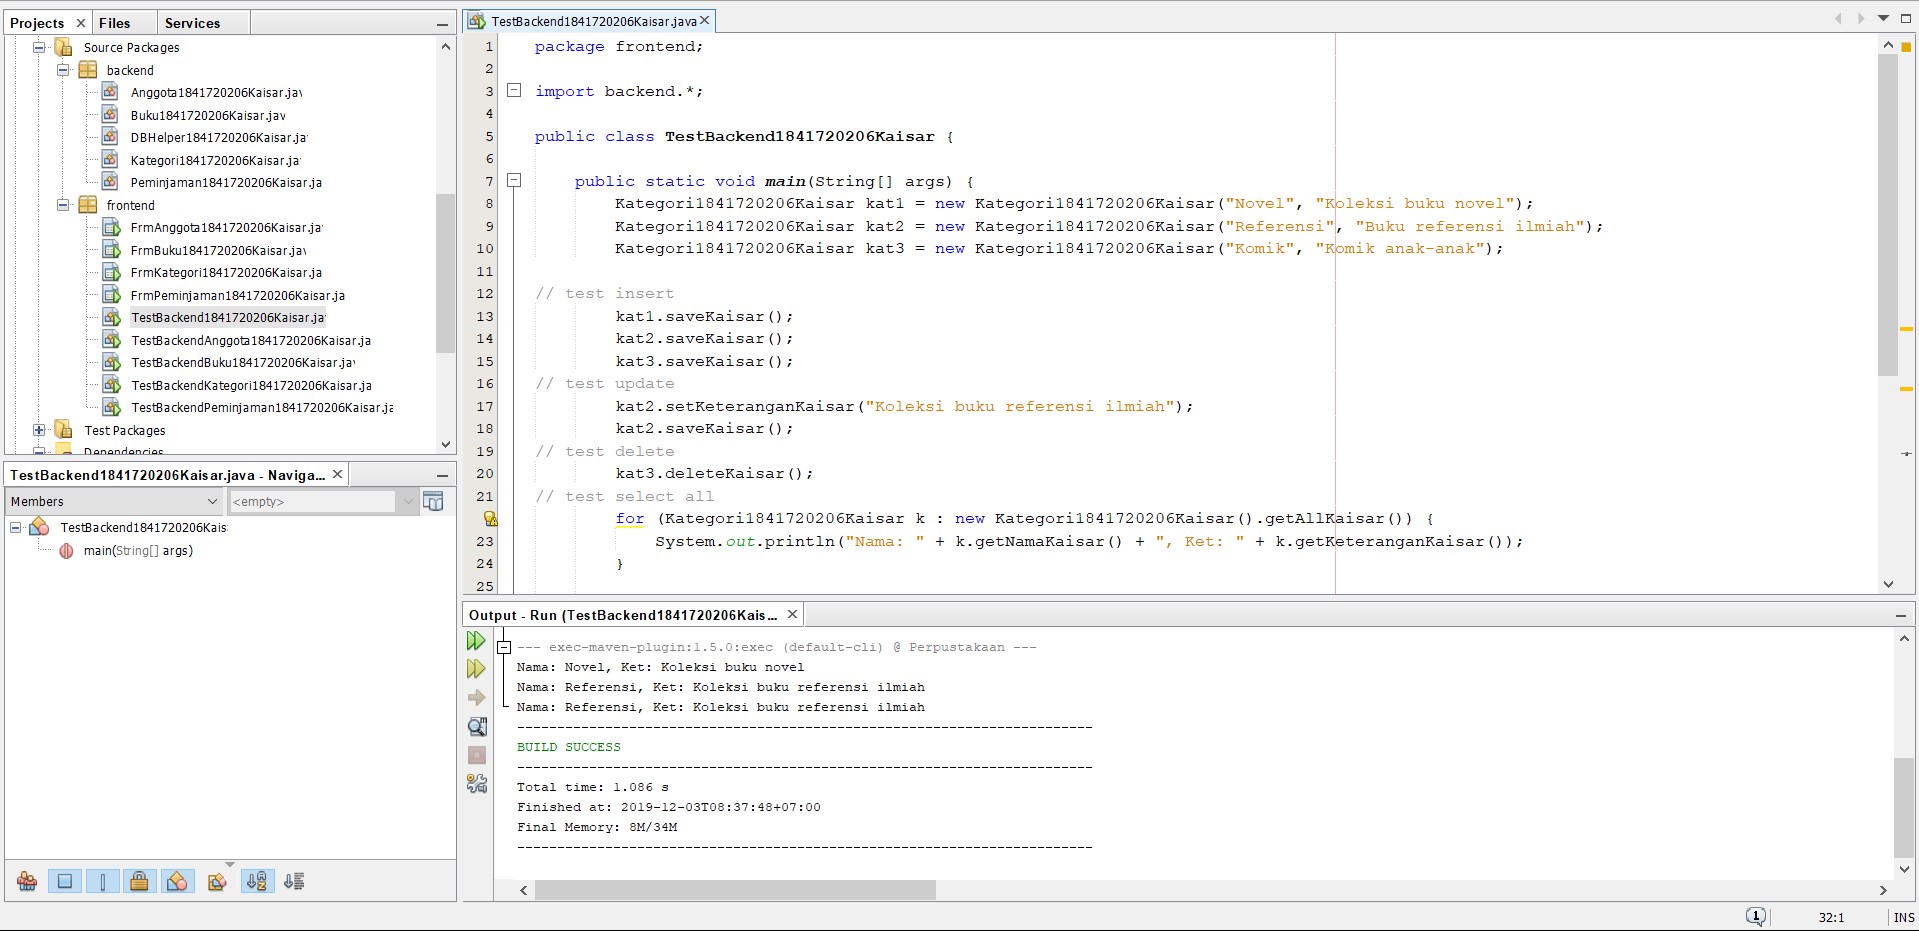 Projects
Files
Services
Source Packages
backend
Anggota1841720206Kaisar.jav
Buku1841720206Kaisar.jav
DBHelper1841720206Kaisar.ja
Kategori1841720206Kaisar.ja
Peminjaman1841720206Kaisar.ja
frontend
FrmAnggota1841720206Kaisar.ja
FrmBuku1841720206Kaisar.jav
FrmKategori1841720206Kaisar.ja
FrmPeminjaman1841720206Kaisar.ja
TestBackend1841720206Kaisar.ja
TestBackendAnggota1841720206Kaisar.ja
TestBackendBuku1841720206Kaisar.jav
TestBackendKategori1841720206Kaisar.ja
TestBackendPeminjaman1841720206Kaisar.ja
Test Packages
Dependencies
TestBackend1841720206Kaisar.java - Naviga...
Members
<empty>
TestBackend1841720206Kais
main(String[] args)
TestBackend1841720206Kaisar.java
1 package frontend;
2
3 import backend.*;
4
5 public class TestBackend1841720206Kaisar {
6
7 public static void main(String[] args) {
8 Kategori1841720206Kaisar kat1 = new Kategori1841720206Kaisar("Novel", "Koleksi buku novel");
9 Kategori1841720206Kaisar kat2 = new Kategori1841720206Kaisar("Referensi", "Buku referensi ilmiah");
10 Kategori1841720206Kaisar kat3 = new Kategori1841720206Kaisar("Komik", "Komik anak-anak");
11
12 // test insert
13 kat1.saveKaisar();
14 kat2.saveKaisar();
15 kat3.saveKaisar();
16 // test update
17 kat2.setKeteranganKaisar("Koleksi buku referensi ilmiah");
18 kat2.saveKaisar();
19 // test delete
20 kat3.deleteKaisar();
21 // test select all
for (Kategori1841720206Kaisar k : new Kategori1841720206Kaisar().getAllKaisar()) {
23 System.out.println("Nama: " + k.getNamaKaisar() + ", Ket: " + k.getKeteranganKaisar());
24 }
25
Output - Run (TestBackend1841720206Kais...
--- exec-maven-plugin:1.5.0:exec (default-cli) @ Perpustakaan ---
Nama: Novel, Ket: Koleksi buku novel
Nama: Referensi, Ket: Koleksi buku referensi ilmiah
Nama: Referensi, Ket: Koleksi buku referensi ilmiah
------------------------------------------------------------------------
BUILD SUCCESS
------------------------------------------------------------------------
Total time: 1.086 s
Finished at: 2019-12-03T08:37:48+07:00
Final Memory: 8M/34M
------------------------------------------------------------------------
1
32:1
INS